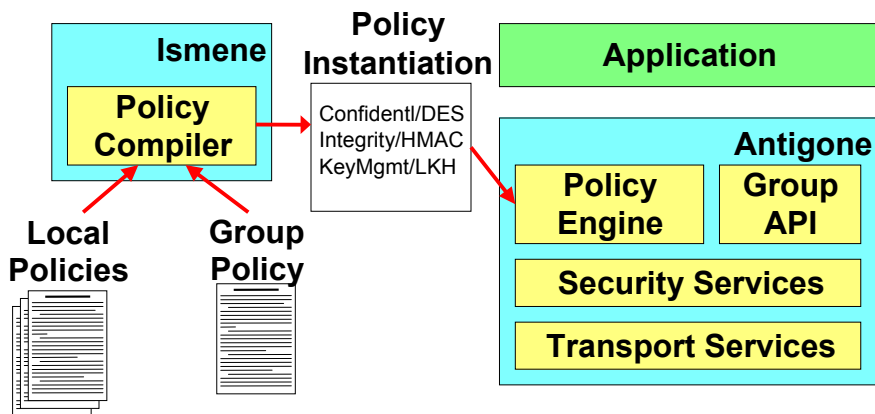 Ismene
Policy
Compiler
Local
Policies
Group
Policy
Policy
Instantiation
Confidentl/DES
Integrity/HMAC
KeyMgmt/LKH
Application
Antigone
Policy
Engine
Group
API
Security Services
Transport Services